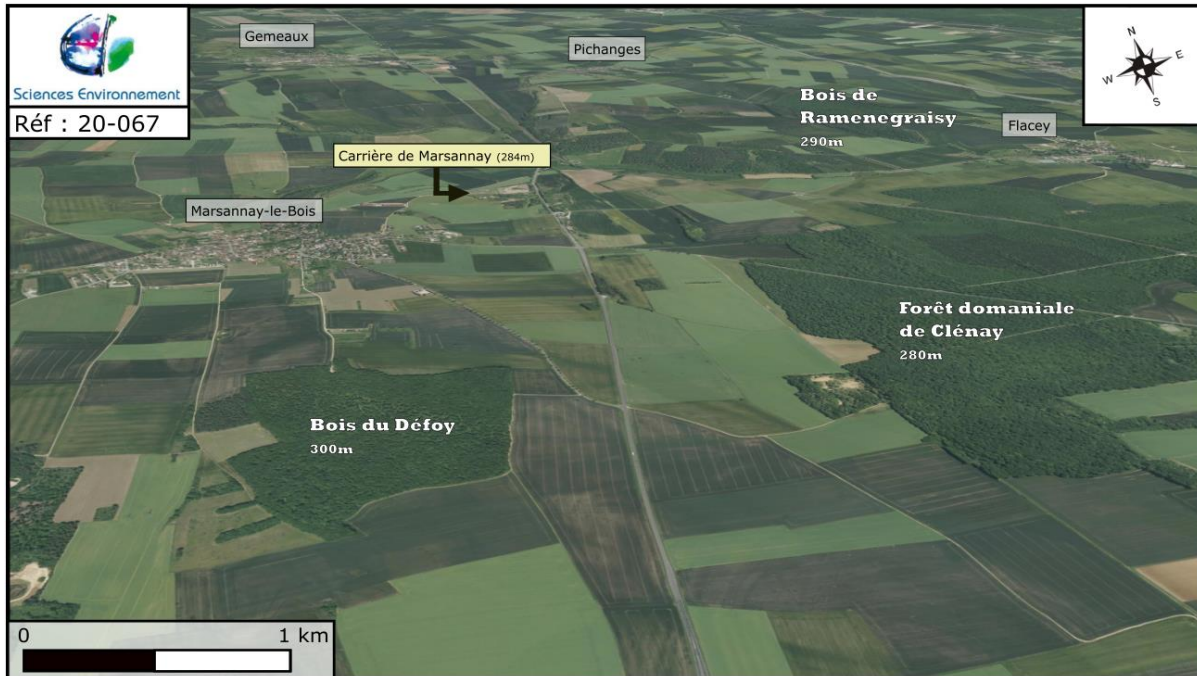 Sciences Environnement
Réf : 20-067
Gemeaux
Pichanges
N
E
W
S
Bois de
Ramenegraisy
290m
Flacey
Carrière de Marsannay (284m)
Marsannay-le-Bois
Forêt domaniale
de Clénay
280m
Bois du Défoy
300m
0
1 km